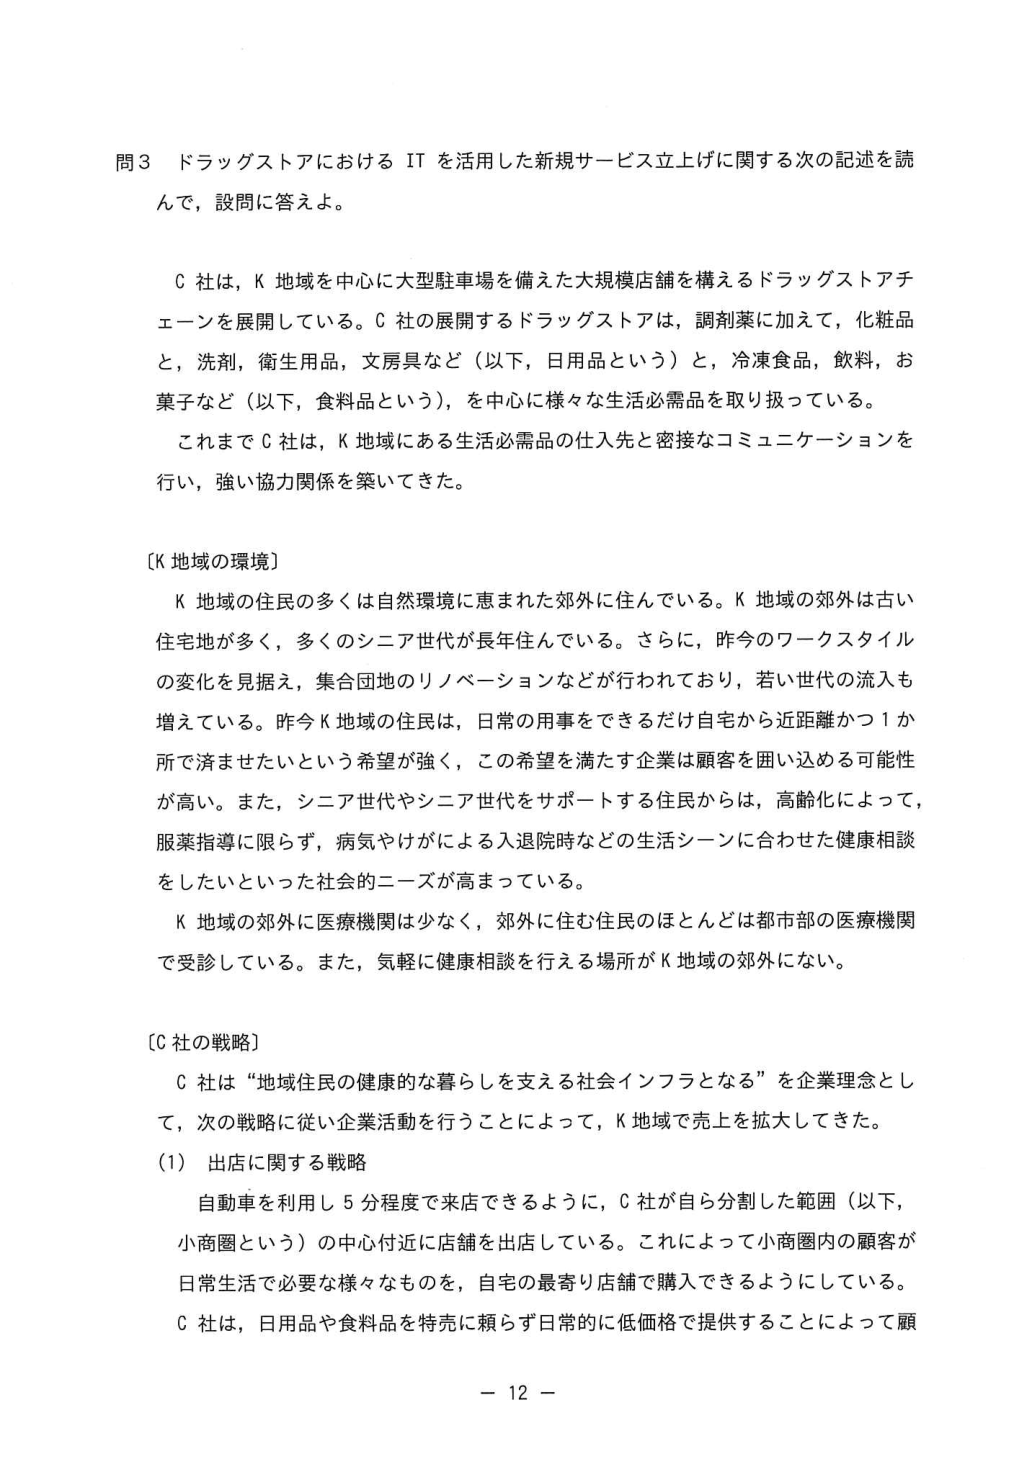 問３　ドラッグストアにおける IT を活用した新規サービス立上げに関する次の記述を読
んで，設問に答えよ。
C 社は，K 地域を中心に大型駐車場を備えた大規模店舗を構えるドラッグストアチ
ェーンを展開している。C 社の展開するドラッグストアは，調剤薬に加えて，化粧品
と，洗剤，衛生用品，文房具など（以下，日用品という）と，冷凍食品，飲料，お
菓子など（以下，食料品という），を中心に様々な生活必需品を取り扱っている。
これまで C 社は，K 地域にある生活必需品の仕入先と密接なコミュニケーションを
行い，強い協力関係を築いてきた。
〔K 地域の環境〕
K 地域の住民の多くは自然環境に恵まれた郊外に住んでいる。K 地域の郊外は古い
住宅地が多く，多くのシニア世代が長年住んでいる。さらに，昨今のワークスタイル
の変化を見据え，集合団地のリノベーションなどが行われており，若い世代の流入も
増えている。昨今 K 地域の住民は，日常の用事をできるだけ自宅から近距離かつ 1 か
所で済ませたいという希望が強く，この希望を満たす企業は顧客を囲い込める可能性
が高い。また，シニア世代やシニア世代をサポートする住民からは，高齢化によって，
服薬指導に限らず，病気やけがによる入退院時などの生活シーンに合わせた健康相談
をしたいといった社会的ニーズが高まっている。
K 地域の郊外に医療機関は少なく，郊外に住む住民のほとんどは都市部の医療機関
で受診している。また，気軽に健康相談を行える場所が K 地域の郊外にない。
〔C 社の戦略〕
C 社は“地域住民の健康的な暮らしを支える社会インフラとなる”を企業理念とし
て，次の戦略に従い企業活動を行うことによって，K 地域で売上を拡大してきた。
(1)　出店に関する戦略
自動車を利用し 5 分程度で来店できるように，C 社が自ら分割した範囲（以下，
小商圏という）の中心付近に店舗を出店している。これによって小商圏内の顧客が
日常生活で必要な様々なものを，自宅の最寄り店舗で購入できるようにしている。
C 社は，日用品や食料品を特売に頼らず日常的に低価格で提供することによって顧
－ 12 －